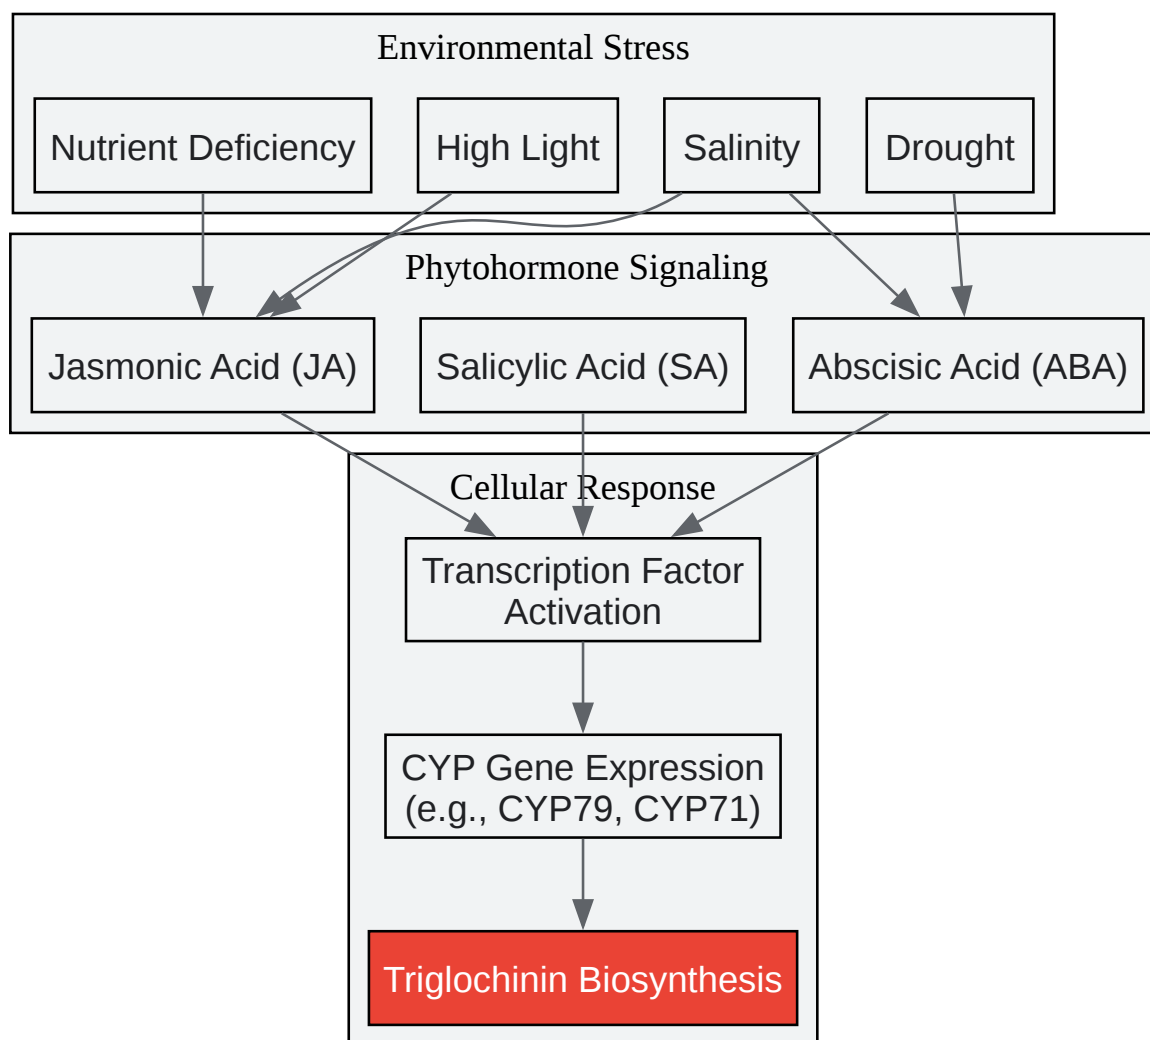 Environmental Stress
Nutrient Deficiency
High Light
Salinity
Drought
Phytohormone Signaling
Jasmonic Acid (JA)
Salicylic Acid (SA)
Abscisic Acid (ABA)
Cellular Response
Transcription Factor
Activation
CYP Gene Expression
(e.g., CYP79, CYP71)
Triglochinin Biosynthesis